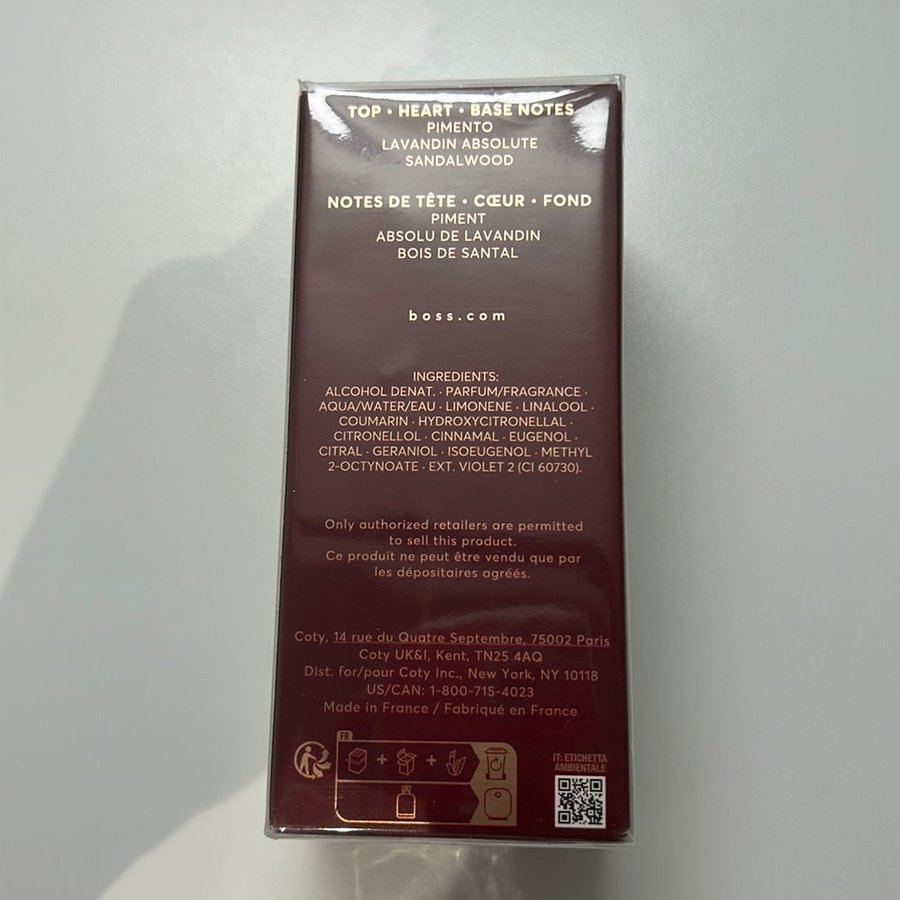 TOP • HEART • BASE NOTES
PIMENTO
LAVANDIN ABSOLUTE
SANDALWOOD
NOTES DE TÊTE • CŒUR • FOND
PIMENT
ABSOLU DE LAVANDIN
BOIS DE SANTAL
boss.com
INGREDIENTS:
ALCOHOL DENAT. · PARFUM/FRAGRANCE ·
AQUA/WATER/EAU · LIMONENE · LINALOOL ·
COUMARIN · HYDROXYCITRONELLAL ·
CITRONELLOL · CINNAMAL · EUGENOL ·
CITRAL · GERANIOL · ISOEUGENOL · METHYL
2-OCTYNOATE · EXT. VIOLET 2 (CI 60730).
Only authorized retailers are permitted
to sell this product.
Ce produit ne peut être vendu que par
les dépositaires agréés.
Coty, 14 rue du Quatre Septembre, 75002 Paris
Coty UK&I, Kent, TN25 4AQ
Dist. for/pour Coty Inc., New York, NY 10118
US/CAN: 1-800-715-4023
Made in France / Fabriqué en France
FR
IT: ETICHETTA
AMBIENTALE